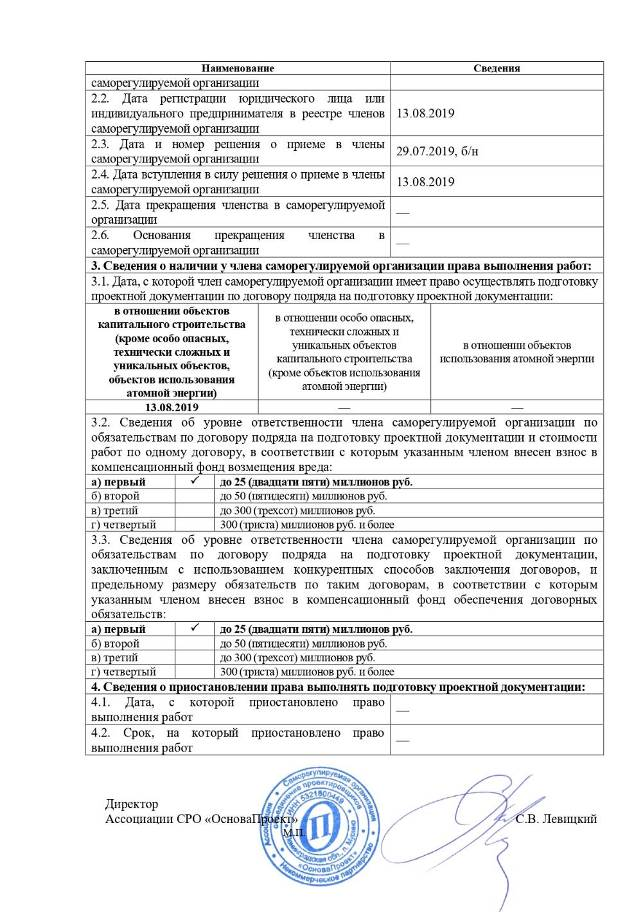 Наименование Сведения
саморегулируемой организации
2.2. Дата регистрации юридического лица или
индивидуального предпринимателя в реестре членов
саморегулируемой организации
13.08.2019
2.3. Дата и номер решения о приеме в члены
саморегулируемой организации
29.07.2019, б/н
2.4. Дата вступления в силу решения о приеме в члены
саморегулируемой организации
13.08.2019
2.5. Дата прекращения членства в саморегулируемой
организации
—
2.6. Основания прекращения членства в
саморегулируемой организации
—
3. Сведения о наличии у члена саморегулируемой организации права выполнения работ:
3.1. Дата, с которой член саморегулируемой организации имеет право осуществлять подготовку
проектной документации по договору подряда на подготовку проектной документации:
в отношении объектов
капитального строительства
(кроме особо опасных,
технически сложных и
уникальных объектов,
объектов использования
атомной энергии)
в отношении особо опасных,
технически сложных и
уникальных объектов
капитального строительства
(кроме объектов использования
атомной энергии)
в отношении объектов
использования атомной энергии
13.08.2019 — —
3.2. Сведения об уровне ответственности члена саморегулируемой организации по
обязательствам по договору подряда на подготовку проектной документации и стоимости
работ по одному договору, в соответствии с которым указанным членом внесен взнос в
компенсационный фонд возмещения вреда:
а) первый ✓ до 25 (двадцати пяти) миллионов руб.
б) второй до 50 (пятидесяти) миллионов руб.
в) третий до 300 (трехсот) миллионов руб.
г) четвертый 300 (триста) миллионов руб. и более
3.3. Сведения об уровне ответственности члена саморегулируемой организации по
обязательствам по договору подряда на подготовку проектной документации,
заключенным с использованием конкурентных способов заключения договоров, и
предельному размеру обязательств по таким договорам, в соответствии с которым
указанным членом внесен взнос в компенсационный фонд обеспечения договорных
обязательств:
а) первый ✓ до 25 (двадцати пяти) миллионов руб.
б) второй до 50 (пятидесяти) миллионов руб.
в) третий до 300 (трехсот) миллионов руб.
г) четвертый 300 (триста) миллионов руб. и более
4. Сведения о приостановлении права выполнять подготовку проектной документации:
4.1. Дата, с которой приостановлено право
выполнения работ
—
4.2. Срок, на который приостановлено право
выполнения работ
—
Директор
Ассоциации СРО «ОсноваПроект» С.В. Левицкий
М.П.
Саморегулируемая организация
Ассоциация
объединение проектировщиков
«ОсноваПроект»
Некоммерческое партнерство